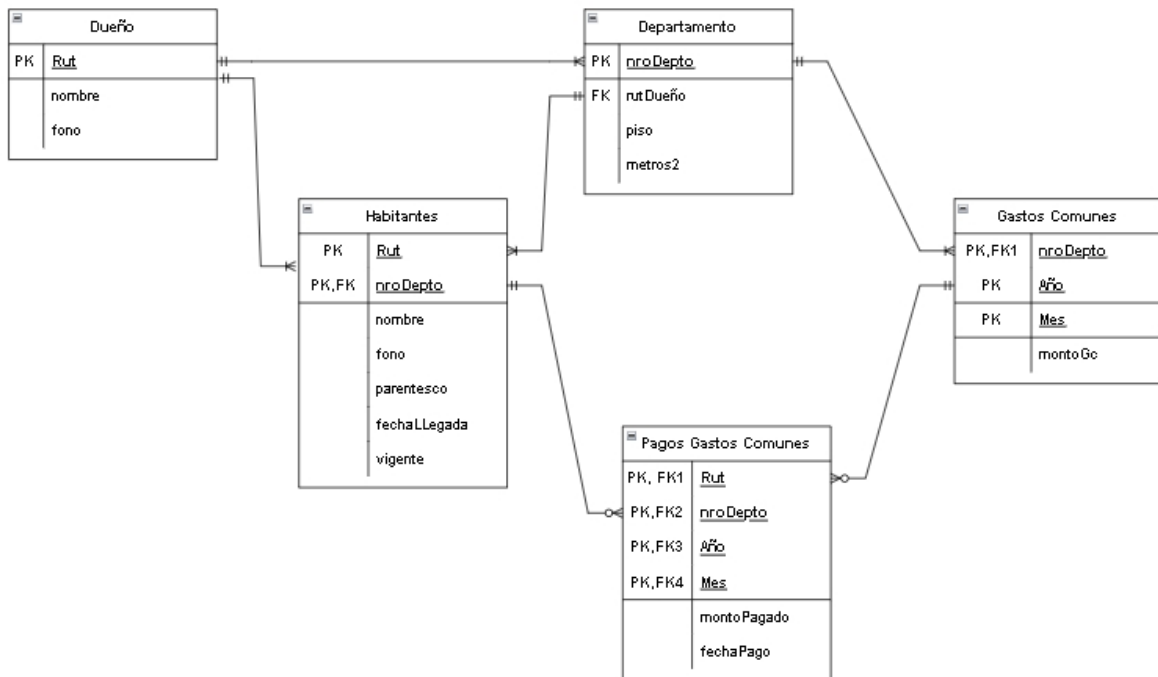 Dueño
PK Rut
nombre
fono
Departamento
PK nroDepto
FK rutDueño
piso
metros2
Habitantes
PK Rut
PK,FK nroDepto
nombre
fono
parentesco
fechaLLegada
vigente
Gastos Comunes
PK,FK1 nroDepto
PK Año
PK Mes
montoGc
Pagos Gastos Comunes
PK, FK1 Rut
PK,FK2 nroDepto
PK,FK3 Año
PK,FK4 Mes
montoPagado
fechaPago